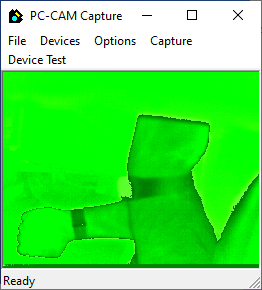 PC-CAM Capture
File Devices Options Capture
Device Test
Ready